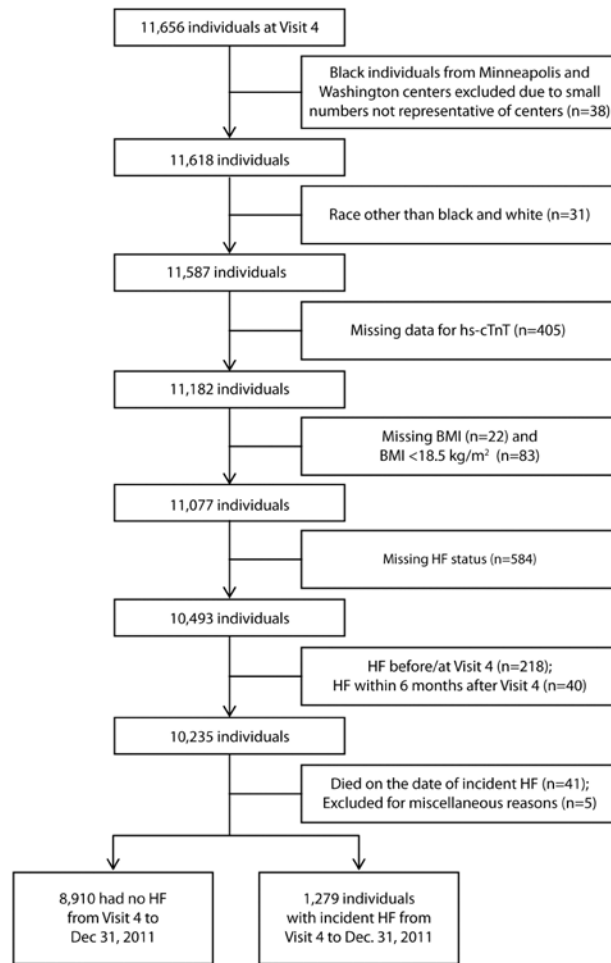 11,656 individuals at Visit 4
Black individuals from Minneapolis and
Washington centers excluded due to small
numbers not representative of centers (n=38)
11,618 individuals
Race other than black and white (n=31)
11,587 individuals
Missing data for hs-cTnT (n=405)
11,182 individuals
Missing BMI (n=22) and
BMI <18.5 kg/m² (n=83)
11,077 individuals
Missing HF status (n=584)
10,493 individuals
HF before/at Visit 4 (n=218);
HF within 6 months after Visit 4 (n=40)
10,235 individuals
Died on the date of incident HF (n=41);
Excluded for miscellaneous reasons (n=5)
8,910 had no HF
from Visit 4 to
Dec 31, 2011
1,279 individuals
with incident HF from
Visit 4 to Dec. 31, 2011